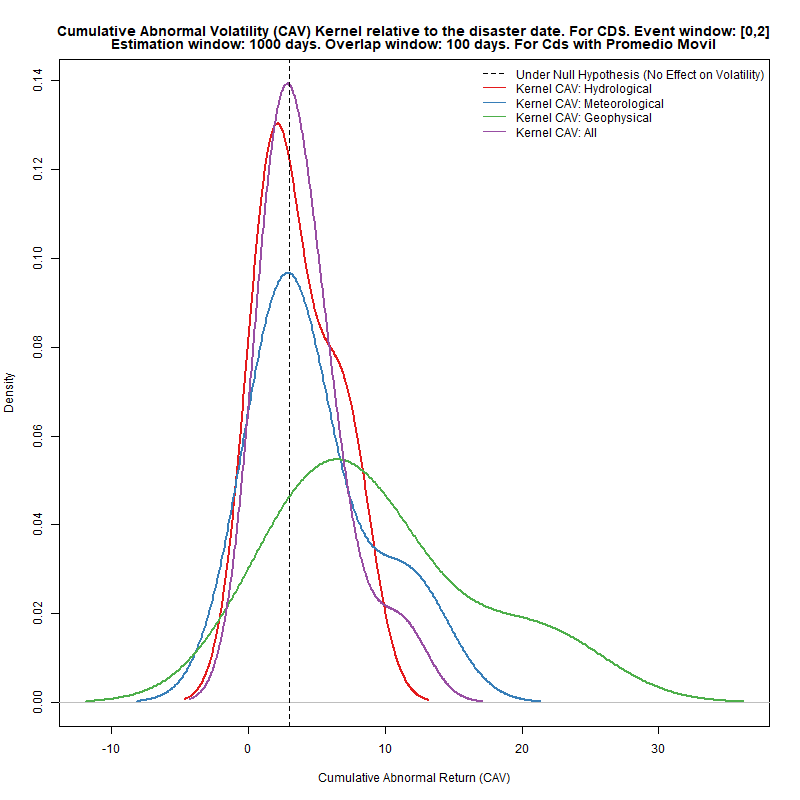 Cumulative Abnormal Volatility (CAV) Kernel relative to the disaster date. For CDS. Event window: [0,2]
Estimation window: 1000 days. Overlap window: 100 days. For Cds with Promedio Movil
Under Null Hypothesis (No Effect on Volatility)
Kernel CAV: Hydrological
Kernel CAV: Meteorological
Kernel CAV: Geophysical
Kernel CAV: All
0.14
0.12
0.10
0.08
0.06
0.04
0.02
0.00
Density
-10
0
10
20
30
Cumulative Abnormal Return (CAV)